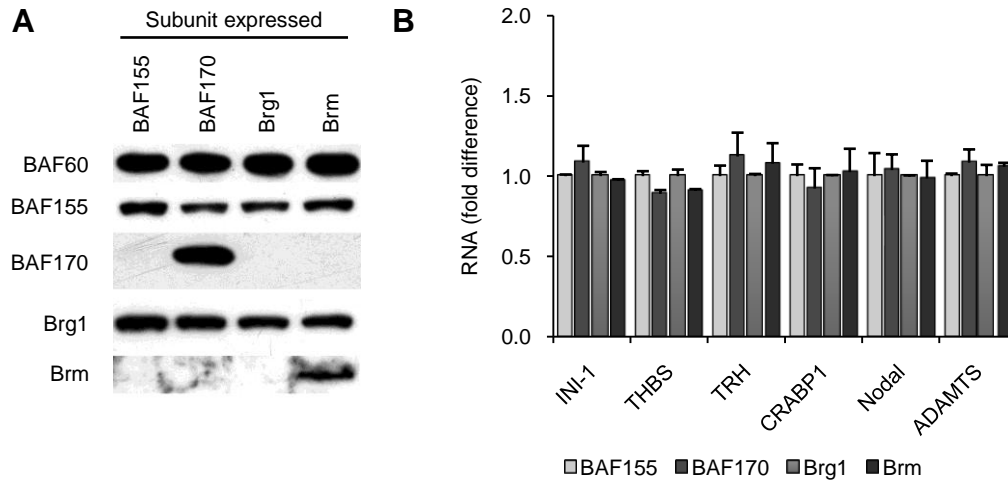 A
Subunit expressed
BAF155
BAF170
Brg1
Brm
BAF60
BAF155
BAF170
Brg1
Brm
B
RNA (fold difference)
2.0
1.5
1.0
0.5
0.0
INI-1
THBS
TRH
CRABP1
Nodal
ADAMTS
BAF155 BAF170 Brg1 Brm